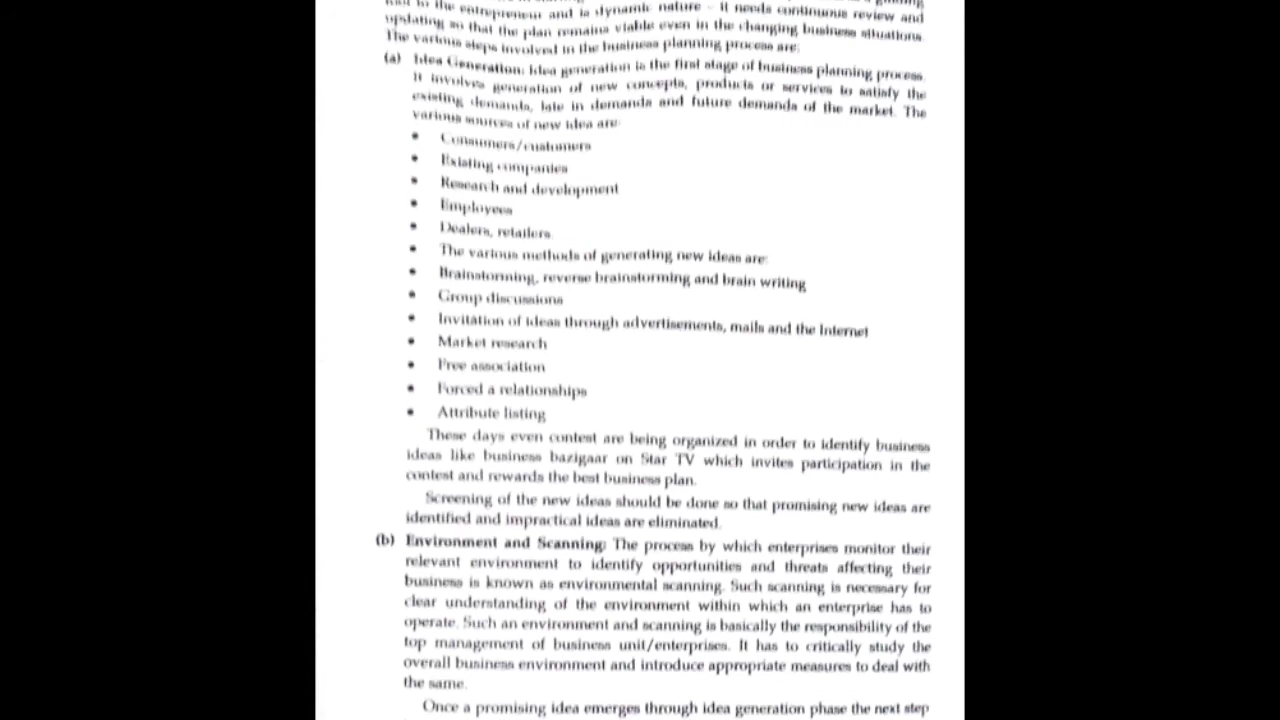 tool to the entrepreneur and is dynamic nature – it needs continuous review and
updating so that the plan remains viable even in the changing business situations.
The various steps involved in the business planning process are:
(a) Idea Generation: Idea generation is the first stage of business planning process.
It involves generation of new concepts, products or services to satisfy the
existing demands, late in demands and future demands of the market. The
various sources of new idea are:
• Consumers/customers
• Existing companies
• Research and development
• Employees
• Dealers, retailers.
• The various methods of generating new ideas are:
• Brainstorming, reverse brainstorming and brain writing
• Group discussions
• Invitation of ideas through advertisements, mails and the Internet
• Market research
• Free association
• Forced a relationships
• Attribute listing
These days even contest are being organized in order to identify business
ideas like business bazigaar on Star TV which invites participation in the
contest and rewards the best business plan.
Screening of the new ideas should be done so that promising new ideas are
identified and impractical ideas are eliminated.
(b) Environment and Scanning: The process by which enterprises monitor their
relevant environment to identify opportunities and threats affecting their
business is known as environmental scanning. Such scanning is necessary for
clear understanding of the environment within which an enterprise has to
operate. Such an environment and scanning is basically the responsibility of the
top management of business unit/enterprises. It has to critically study the
overall business environment and introduce appropriate measures to deal with
the same.
Once a promising idea emerges through idea generation phase the next step